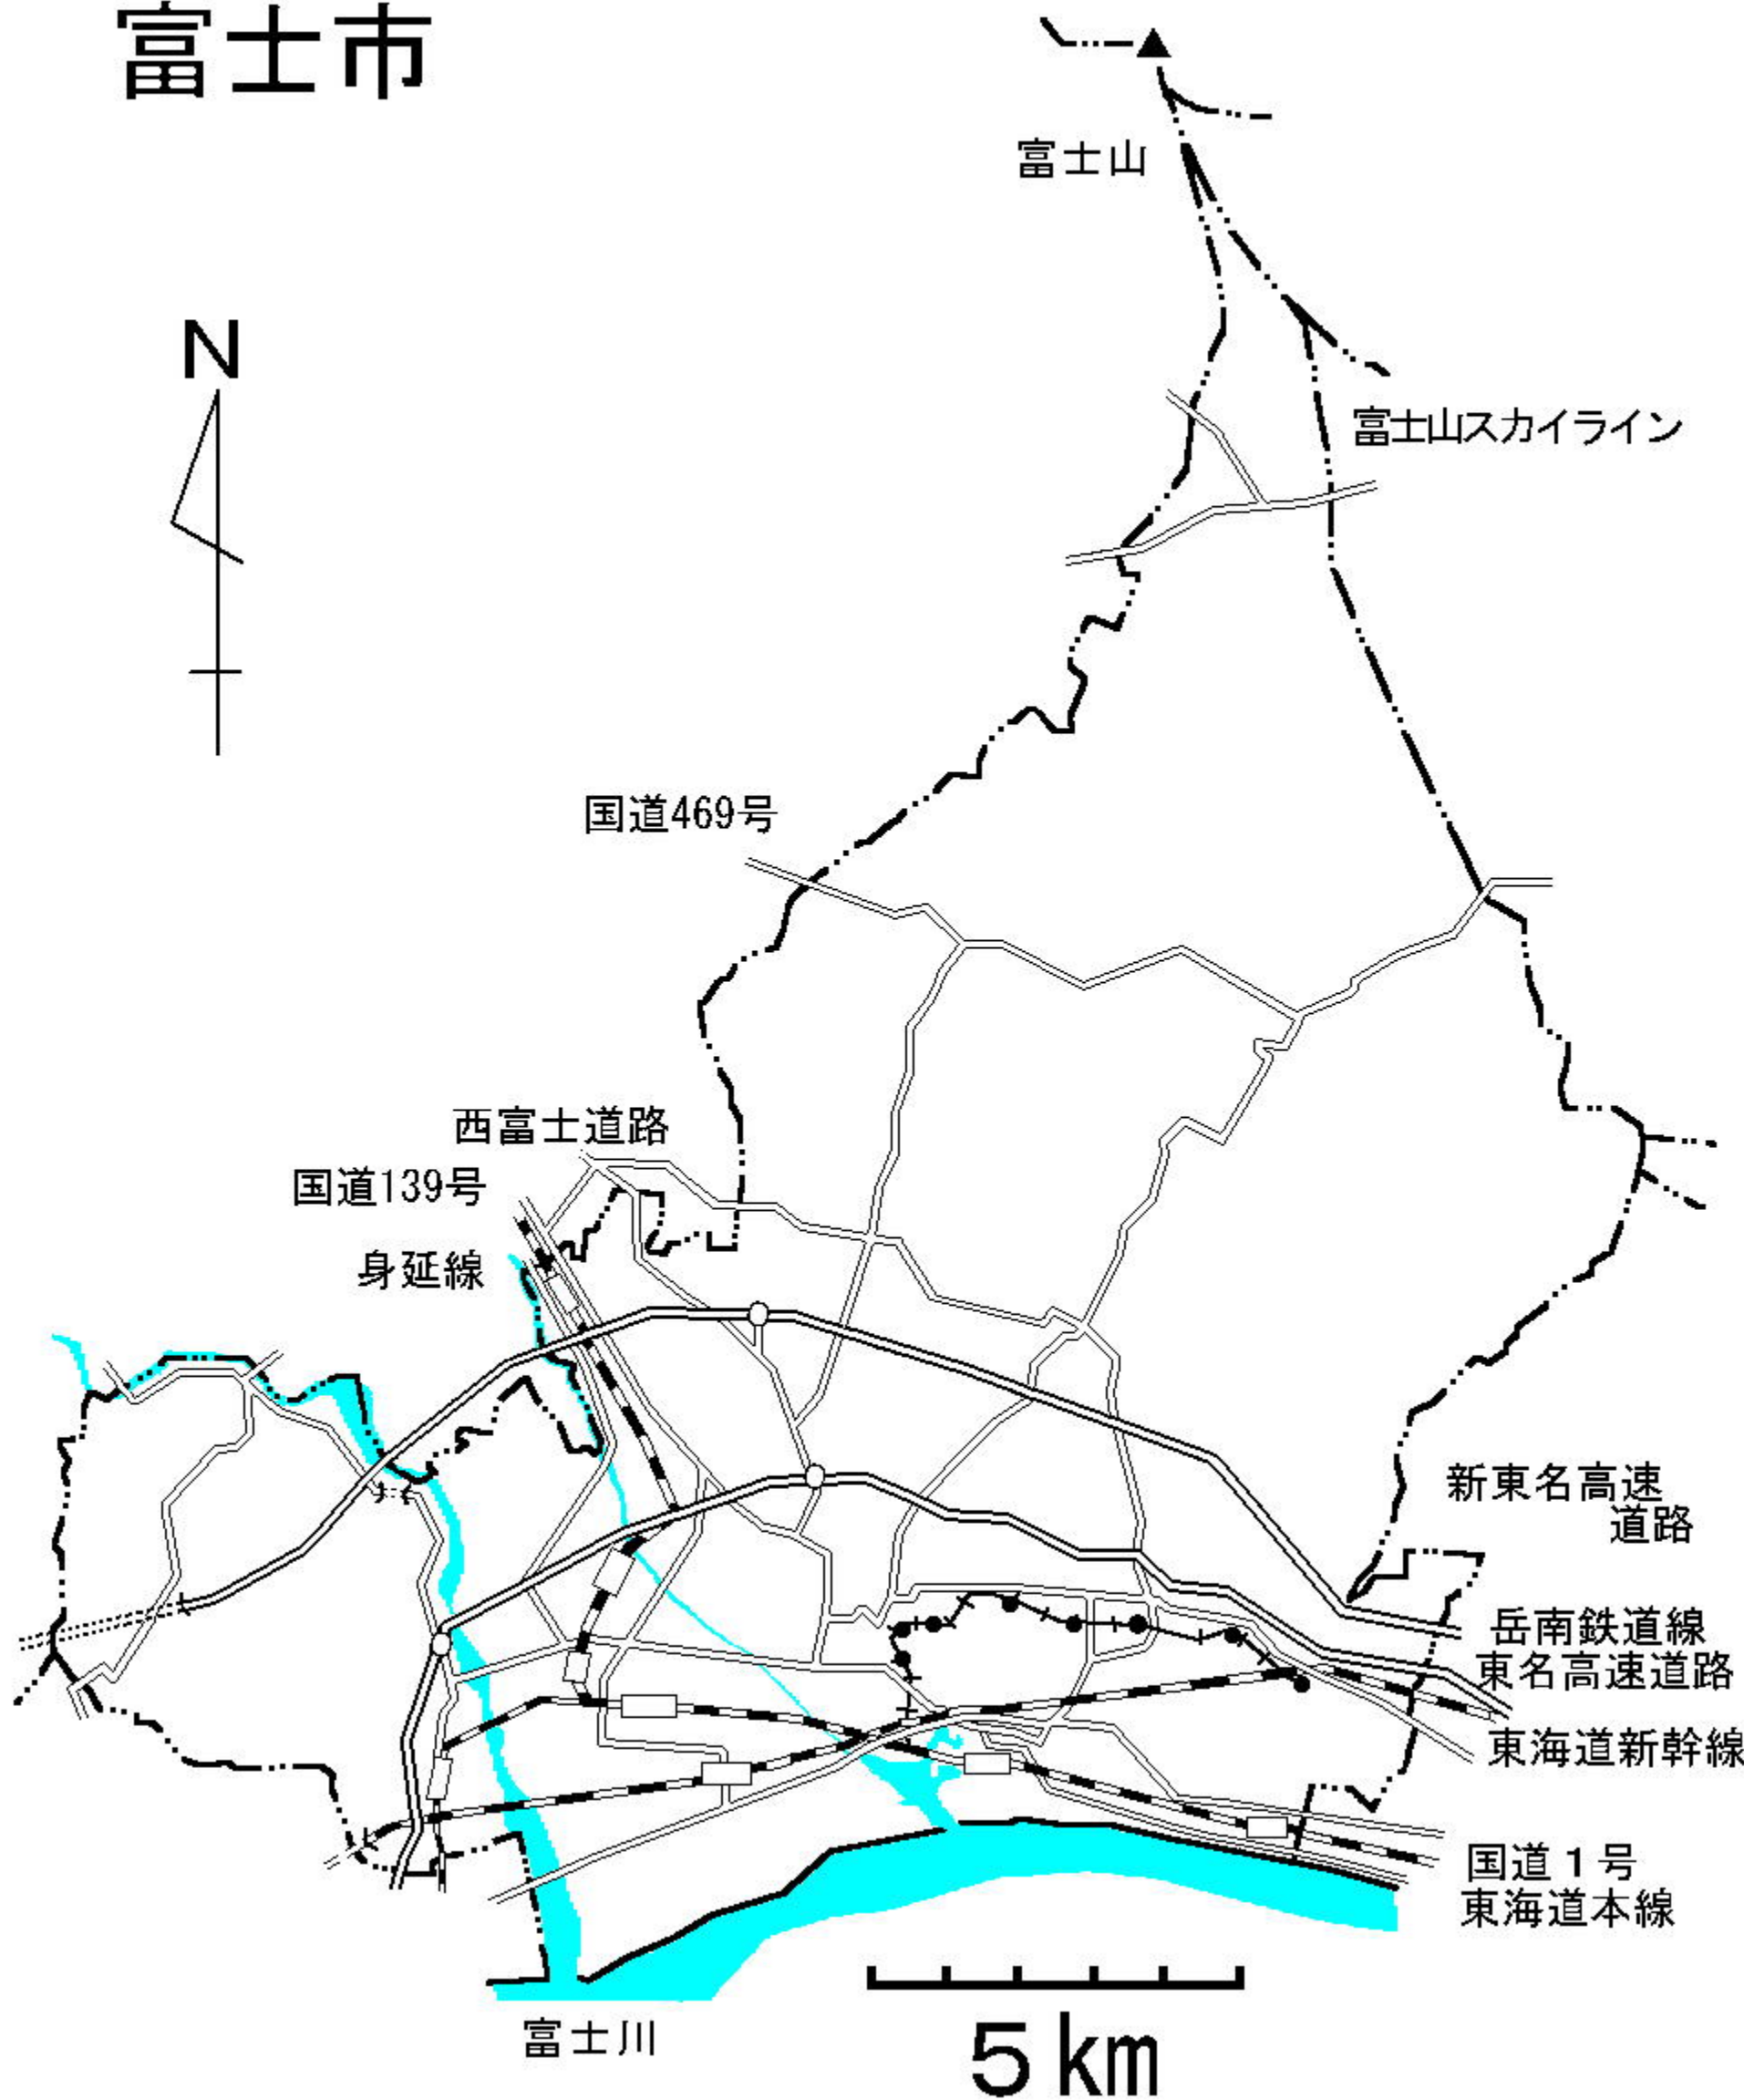 富士市
富士山
N
富士山スカイライン
国道469号
西富士道路
国道139号
身延線
新東名高速
道路
岳南鉄道線
東名高速道路
東海道新幹線
国道１号
東海道本線
富士川
５km